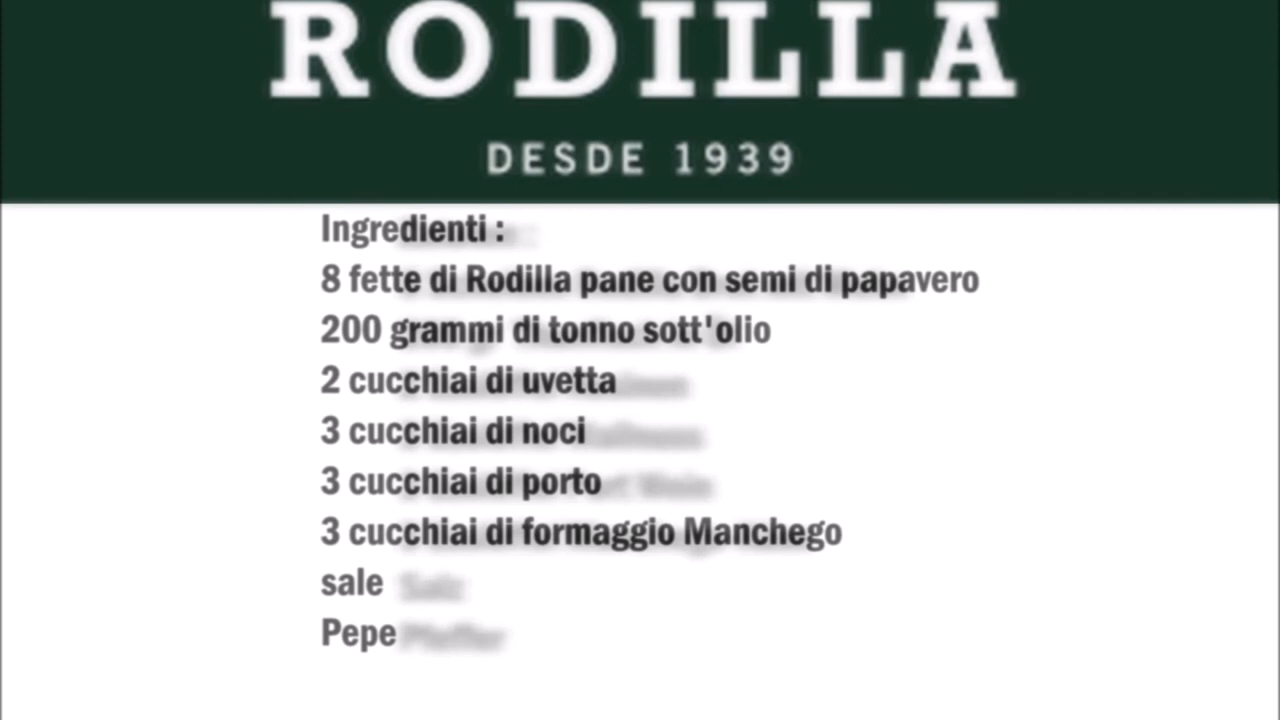 RODILLA
DESDE 1939
Ingredienti :
8 fette di Rodilla pane con semi di papavero
200 grammi di tonno sott'olio
2 cucchiai di uvetta
3 cucchiai di noci
3 cucchiai di porto
3 cucchiai di formaggio Manchego
sale
Pepe
Salz
Pfeffer